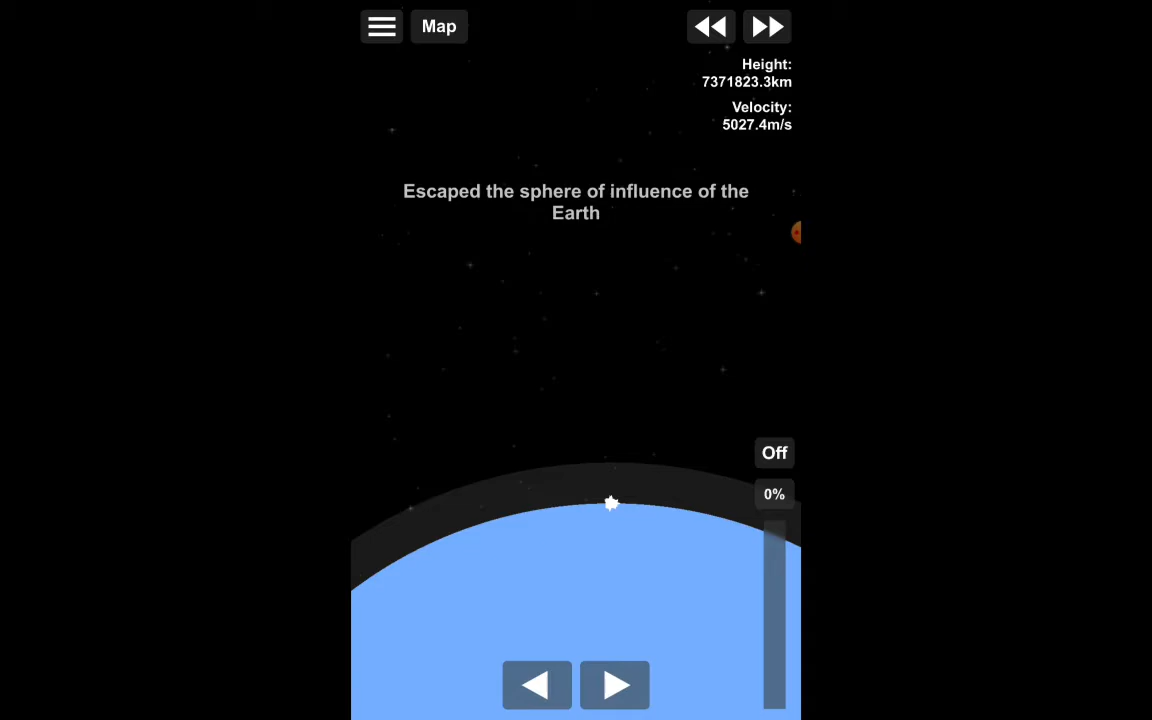 Map
Height:
7371823.3km
Velocity:
5027.4m/s
Escaped the sphere of influence of the
Earth
Off
0%